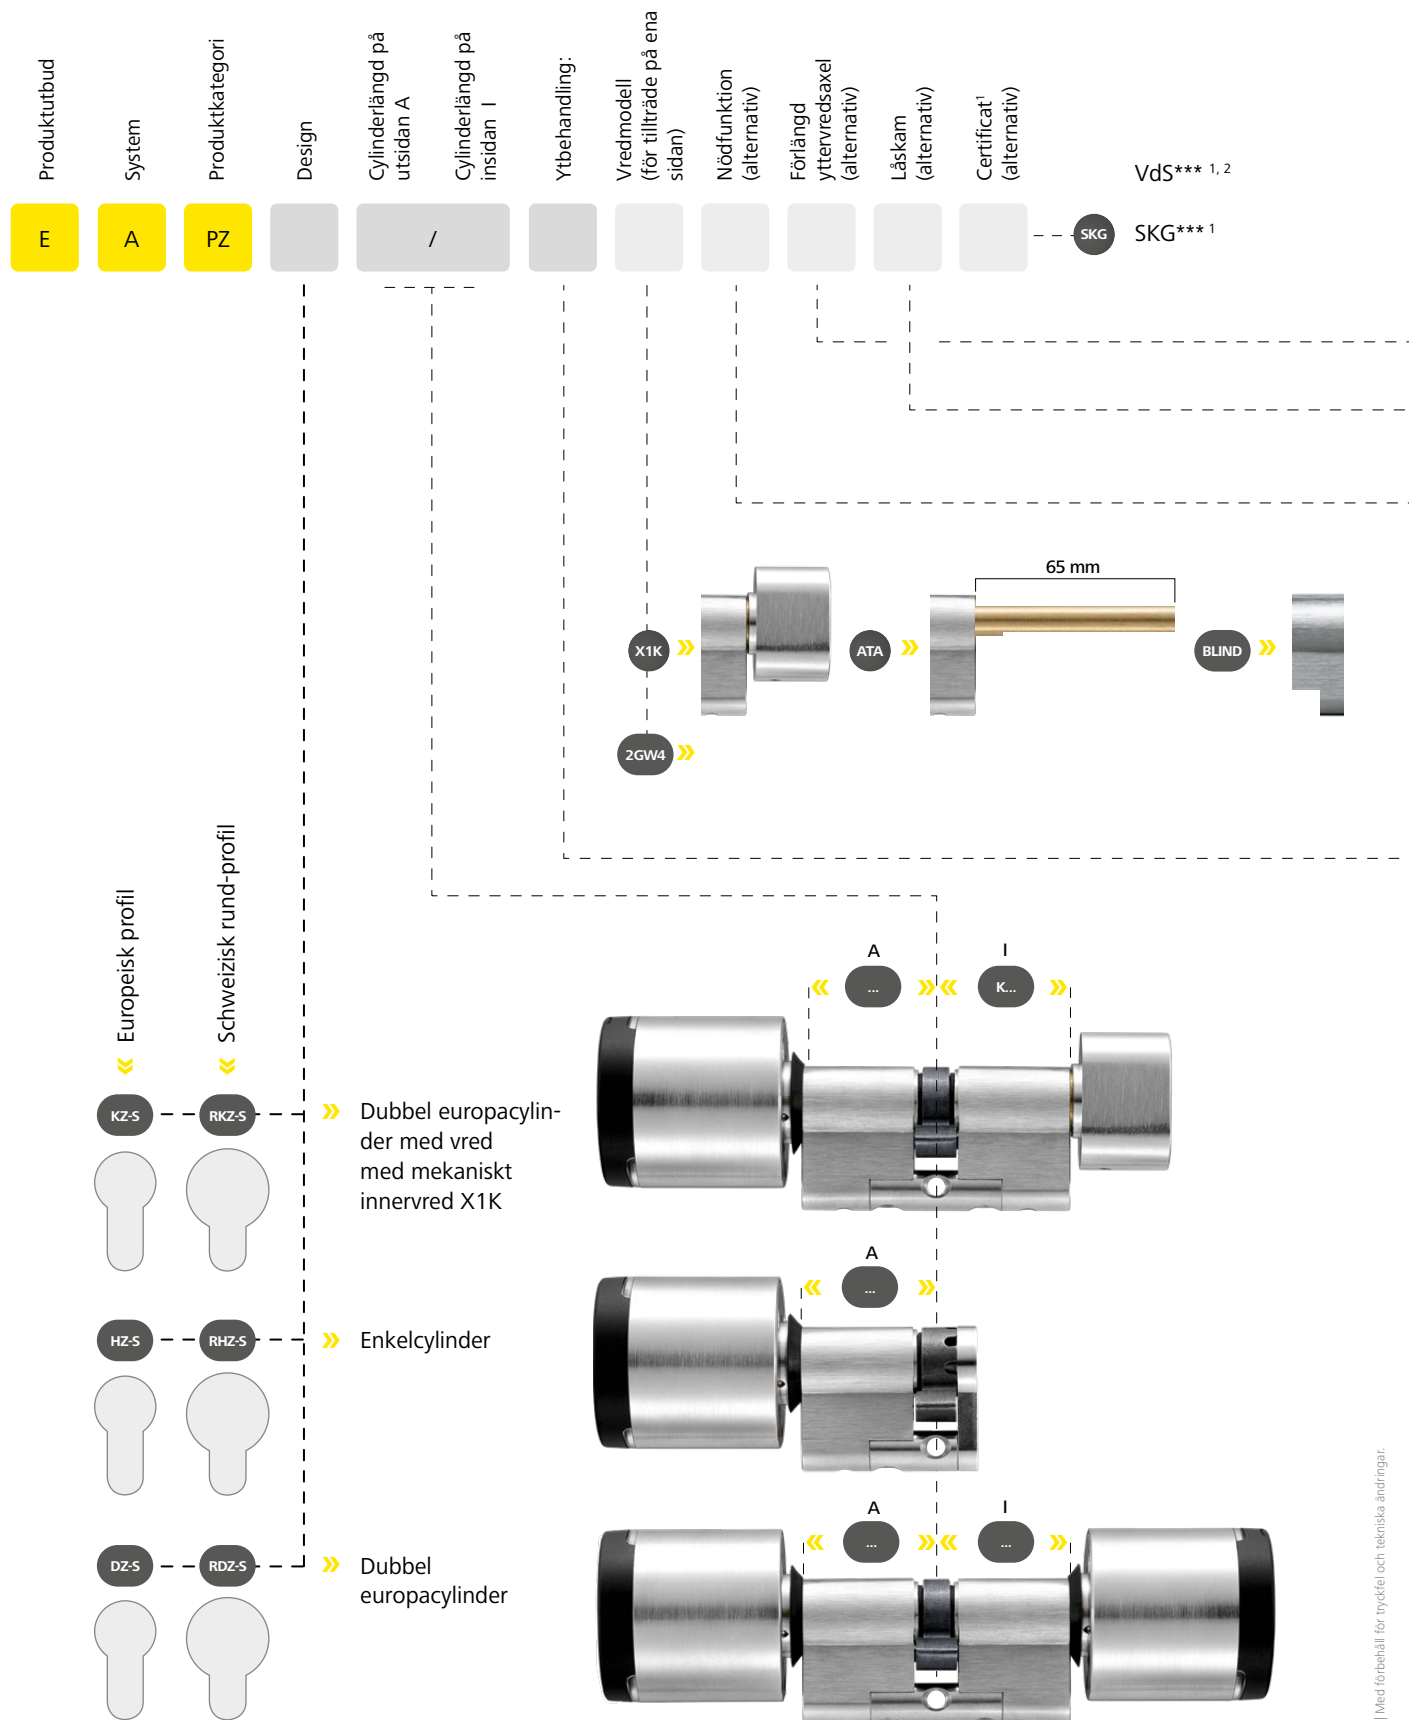 Produktutbud
System
Produktkategori
Design
Cylinderlängd på
utsidan A
Cylinderlängd på
insidan I
Ytbehandling:
Vredmodell
(för tillträde på ena
sidan)
Nödfunktion
(alternativ)
Förlängd
yttervredsaxel
(alternativ)
Låskam
(alternativ)
Certificat¹
(alternativ)
VdS*** ¹, ²
E
A
PZ
/
SKG
SKG*** ¹
65 mm
X1K
ATA
BLIND
2GW4
Europeisk profil
Schweizisk rund-profil
A
I
...
K...
KZ-S
RKZ-S
Dubbel europacylin-
der med vred
med mekaniskt
innervred X1K
A
...
HZ-S
RHZ-S
Enkelcylinder
A
I
...
...
DZ-S
RDZ-S
Dubbel
europacylinder
| Med förbehåll för tryckfel och tekniska ändringar.